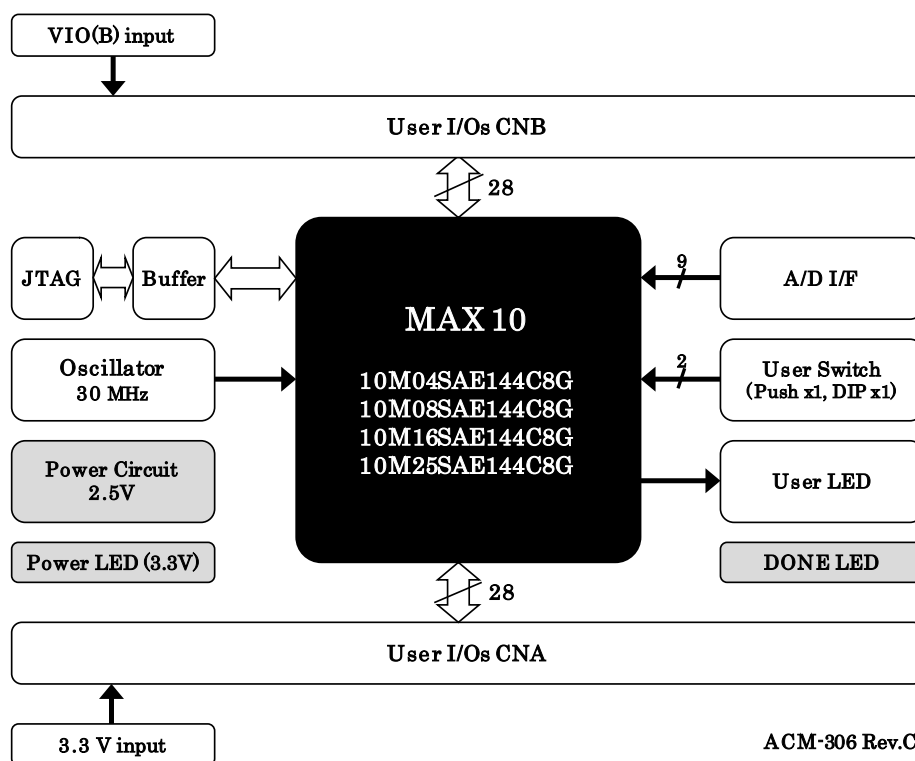 VIO(B) input
User I/Os CNB
28
JTAG
Buffer
9
A/D I/F
MAX 10
Oscillator
30 MHz
2
User Switch
(Push x1, DIP x1)
10M04SAE144C8G
10M08SAE144C8G
10M16SAE144C8G
10M25SAE144C8G
Power Circuit
2.5V
User LED
Power LED (3.3V)
DONE LED
28
User I/Os CNA
3.3 V input
ACM-306 Rev.C